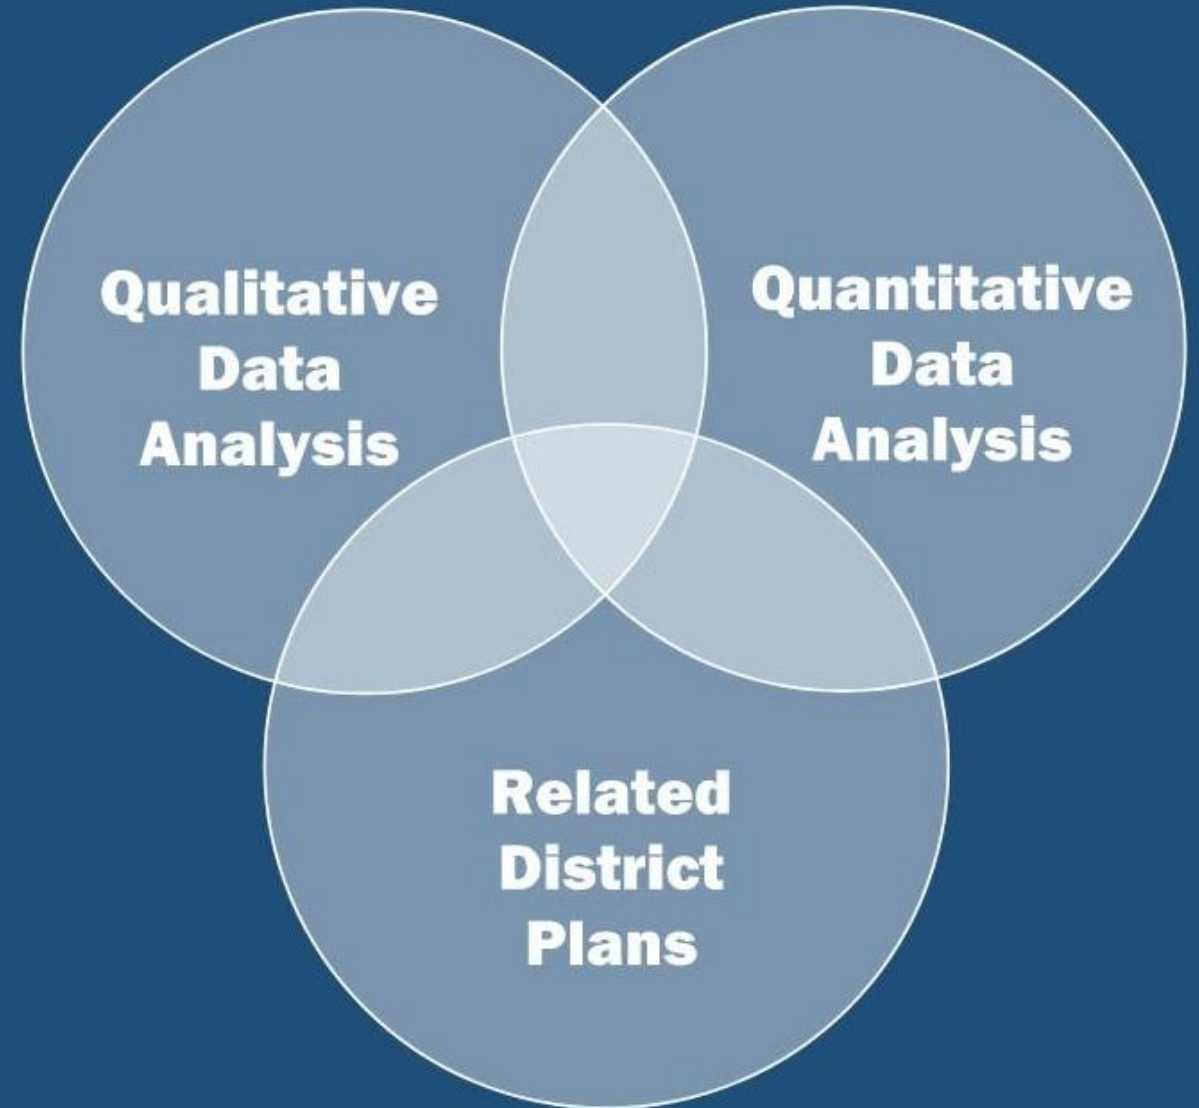 Qualitative
Data
Analysis
Quantitative
Data
Analysis
Related
District
Plans